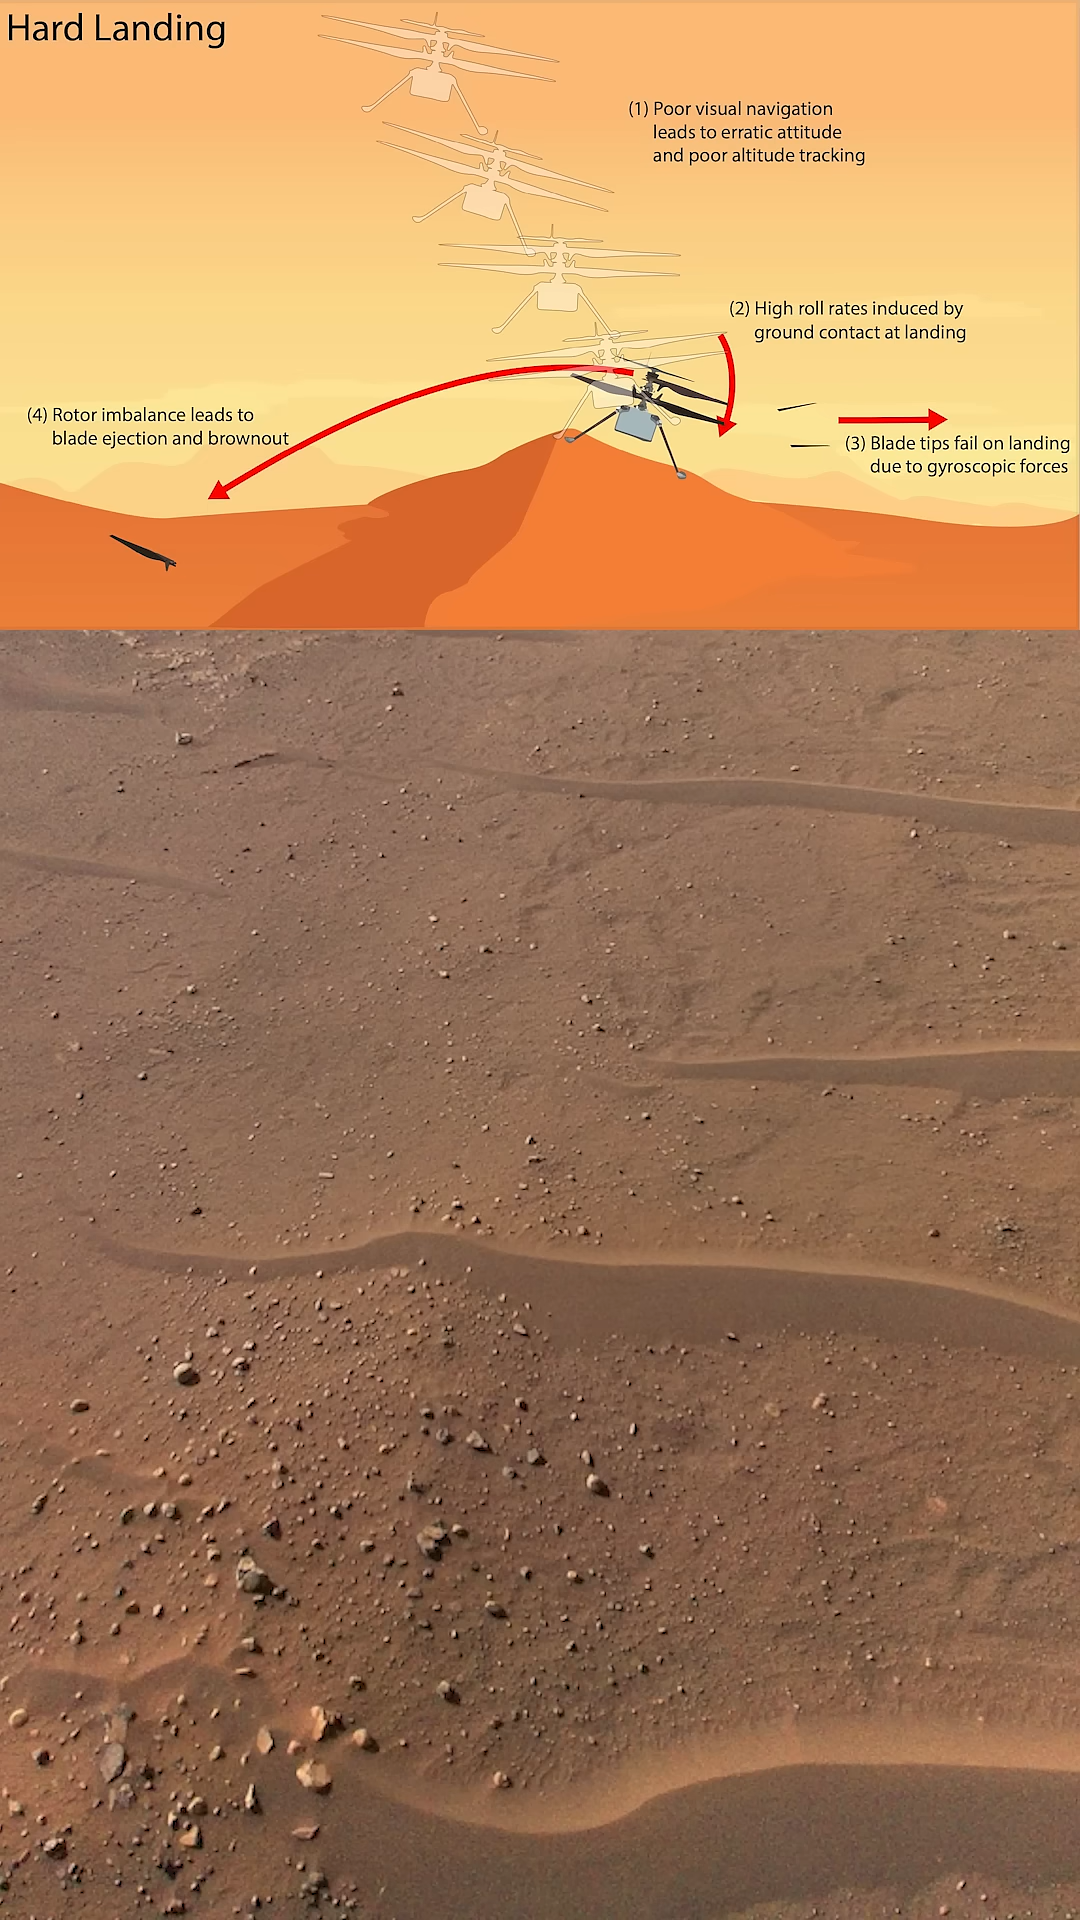 Hard Landing
(1) Poor visual navigation
leads to erratic attitude
and poor altitude tracking
(2) High roll rates induced by
ground contact at landing
(3) Blade tips fail on landing
due to gyroscopic forces
(4) Rotor imbalance leads to
blade ejection and brownout